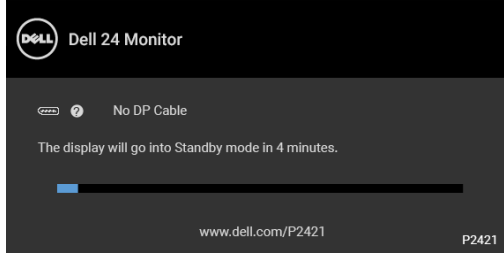 DELL
Dell 24 Monitor
No DP Cable
The display will go into Standby mode in 4 minutes.
www.dell.com/P2421
P2421